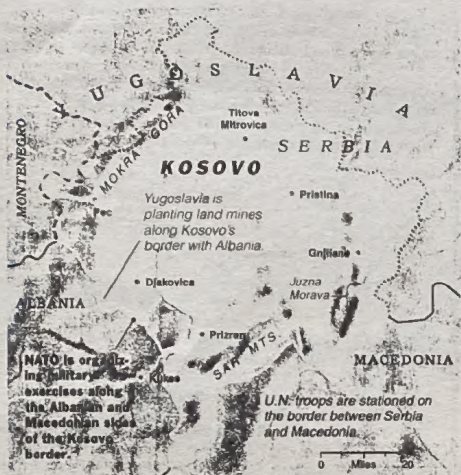 YUGOSLAVIA
MONTENEGRO
MOKRA GORA
Titova
Mitrovica
SERBIA
KOSOVO
Pristina
Yugoslavia is
planting land mines
along Kosovo's
border with Albania.
Gnjilane
Djakovica
Juzna
Morava
ALBANIA
Prizren
SAR MTS.
MACEDONIA
NATO is organiz-
ing military
exercises along
the Albanian and
Macedonian sides
of the Kosovo
border.
Kukes
U.N. troops are stationed on
the border between Serbia
and Macedonia.
0 Miles 20